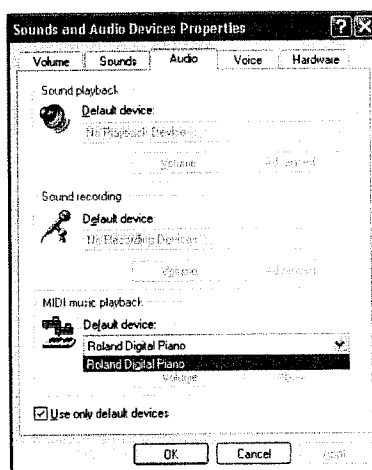 Sounds and Audio Devices Properties
Volume Sounds Audio Voice Hardware
Sound playback
Default device:
No Playback Devices
Volume Advanced
Sound recording
Default device:
No Recording Devices
Volume Advanced
MIDI music playback
Default device:
Roland Digital Piano
Roland Digital Piano
Volume About
Use only default devices
OK Cancel Apply